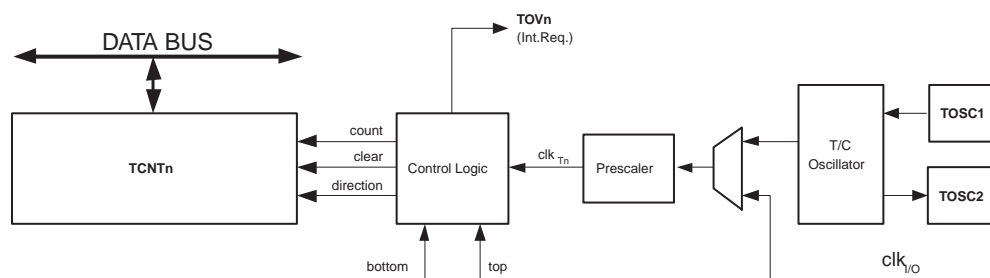 TOVn
(Int.Req.)
DATA BUS
TOSC1
count
T/C
Oscillator
TCNTn
clear
Control Logic
clk Tn
Prescaler
direction
TOSC2
bottom
top
clk I/O